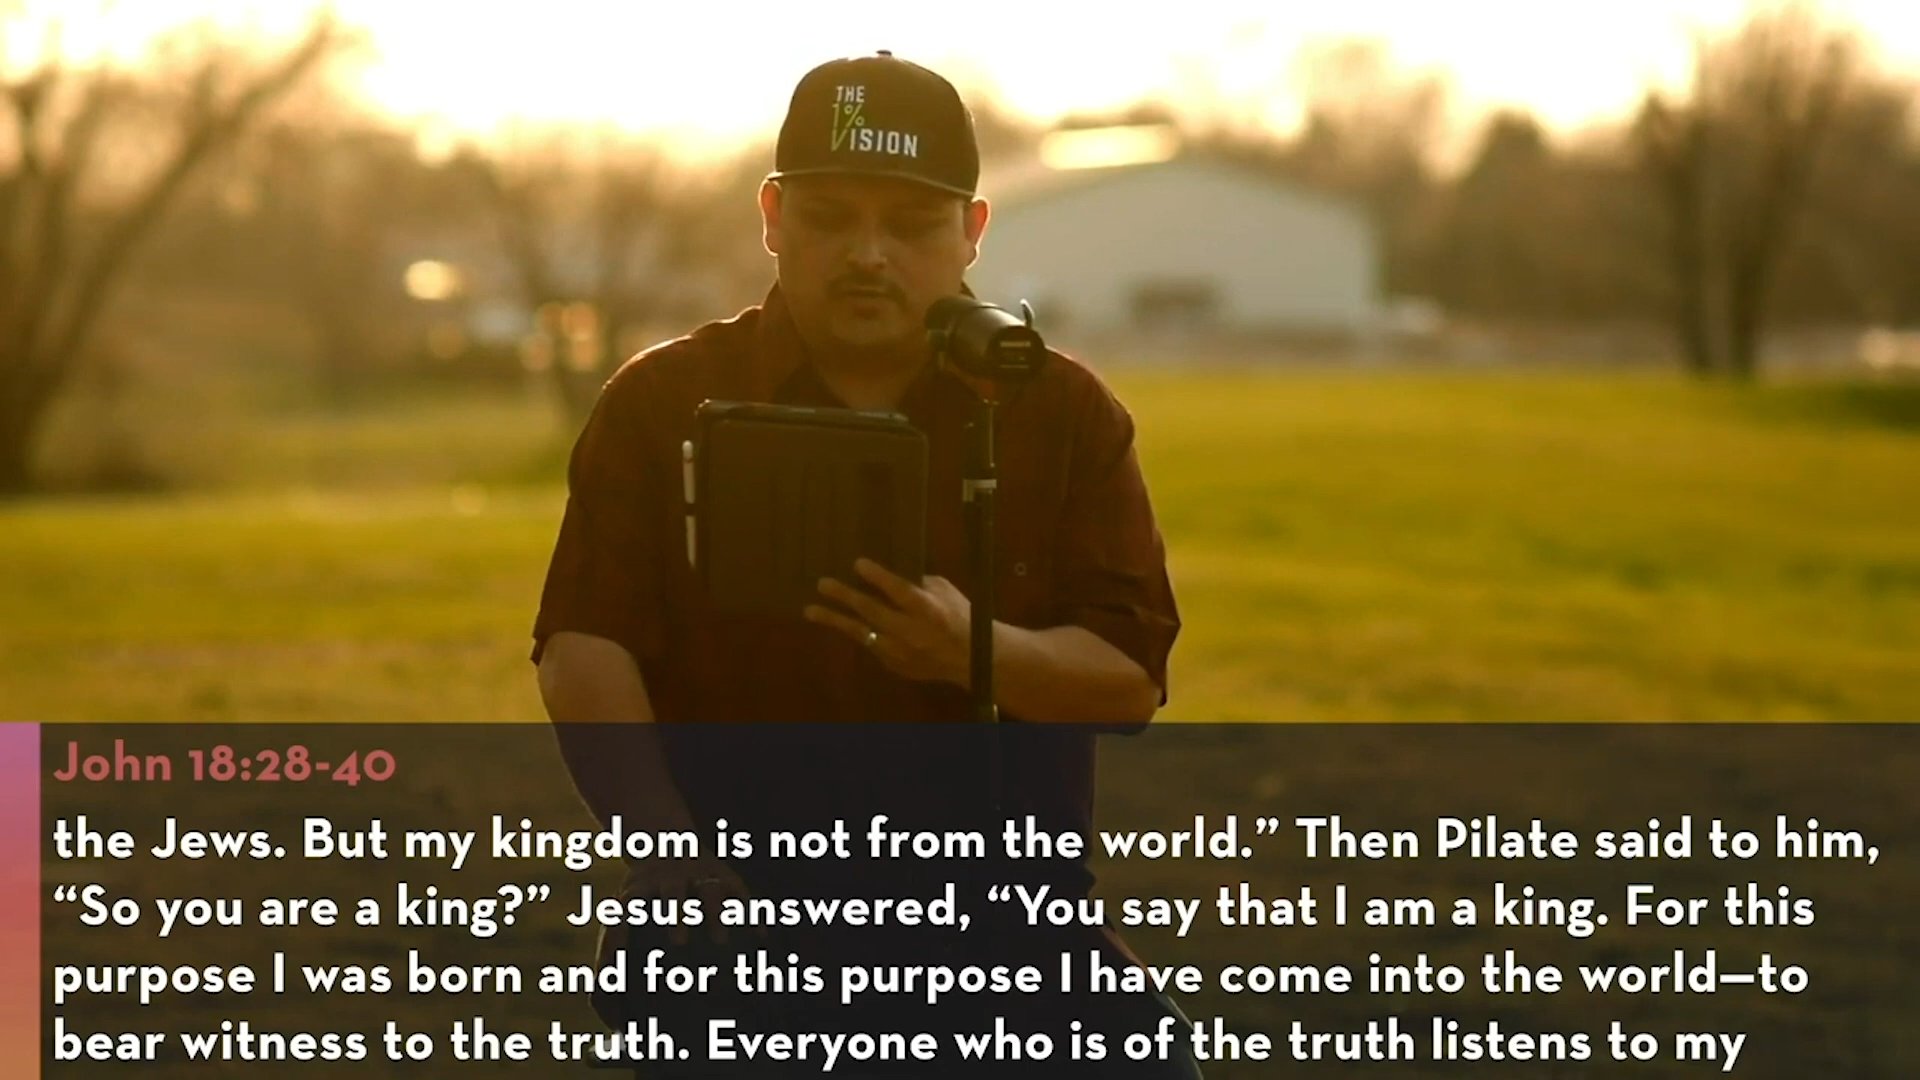 THE
1%
VISION
John 18:28-40
the Jews. But my kingdom is not from the world.” Then Pilate said to him,
“So you are a king?” Jesus answered, “You say that I am a king. For this
purpose I was born and for this purpose I have come into the world—to
bear witness to the truth. Everyone who is of the truth listens to my